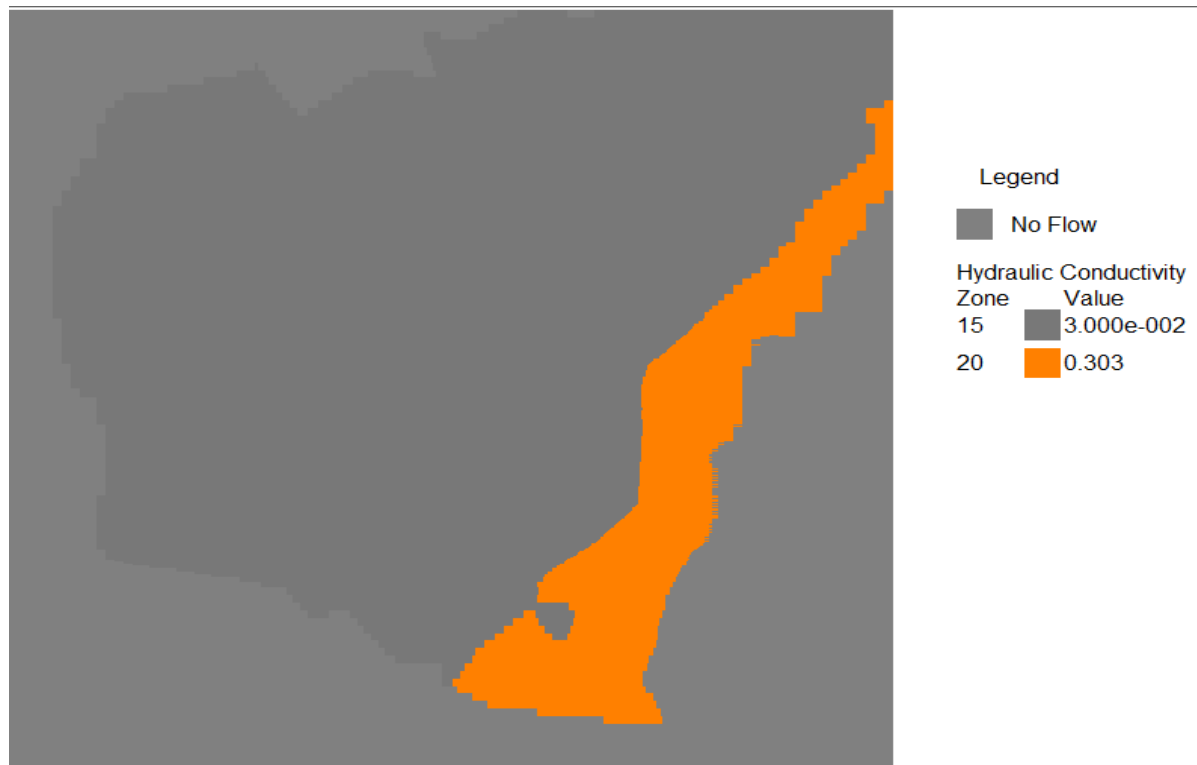 Legend
No Flow
Hydraulic Conductivity
Zone Value
15 3.000e-002
20 0.303